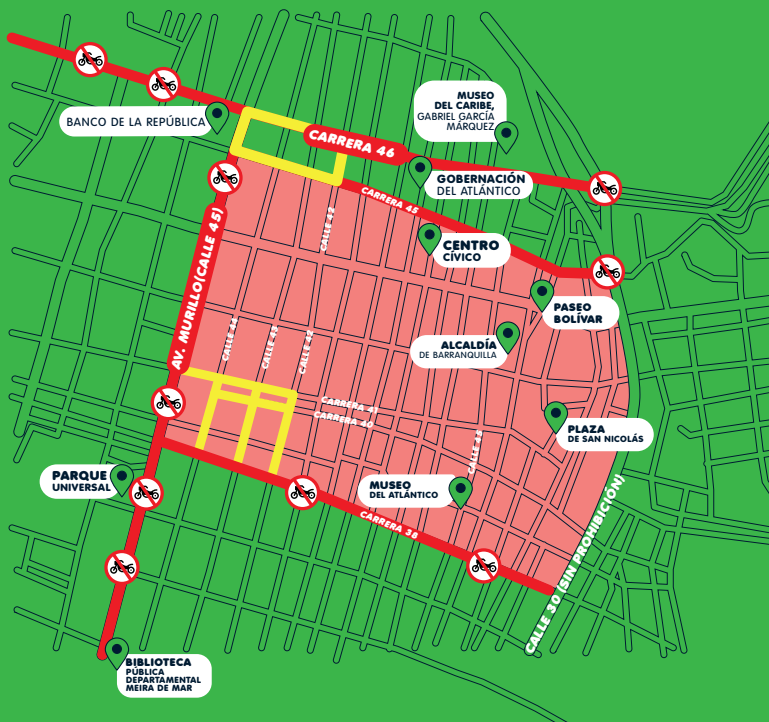 BANCO DE LA REPÚBLICA
MUSEO
DEL CARIBE,
GABRIEL GARCÍA
MÁRQUEZ
CARRERA 46
GOBERNACIÓN
DEL ATLÁNTICO
CARRERA 45
CALLE 43
CENTRO
CÍVICO
AV. MURILLO(CALLE 45)
PASEO
BOLÍVAR
ALCALDÍA
DE BARRANQUILLA
CALLE 44
CALLE 43
CALLE 42
CARRERA 41
CARRERA 40
PLAZA
DE SAN NICOLÁS
PARQUE
UNIVERSAL
MUSEO
DEL ATLÁNTICO
CARRERA 38
CALLE 30 (SIN PROHIBICIÓN)
BIBLIOTECA
PÚBLICA
DEPARTAMENTAL
MEIRA DE MAR